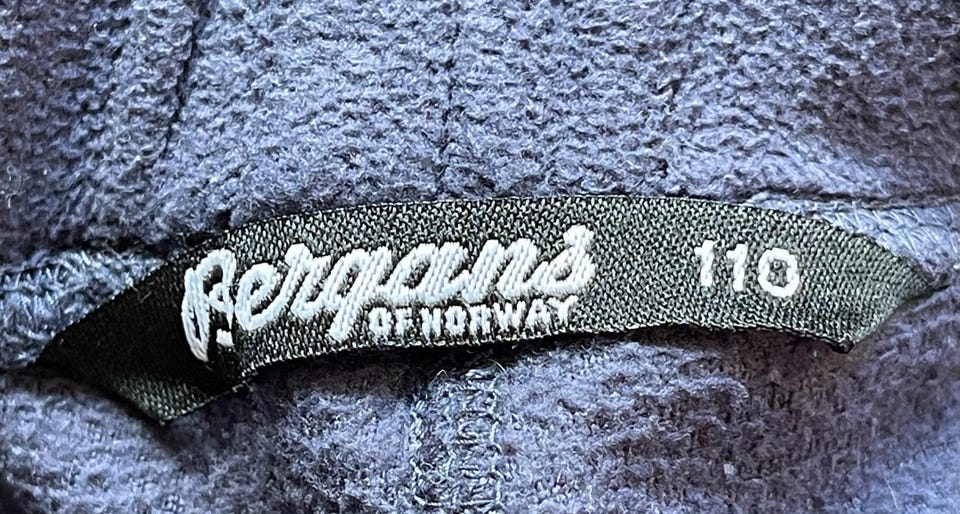 Bergans 110
OF NORWAY